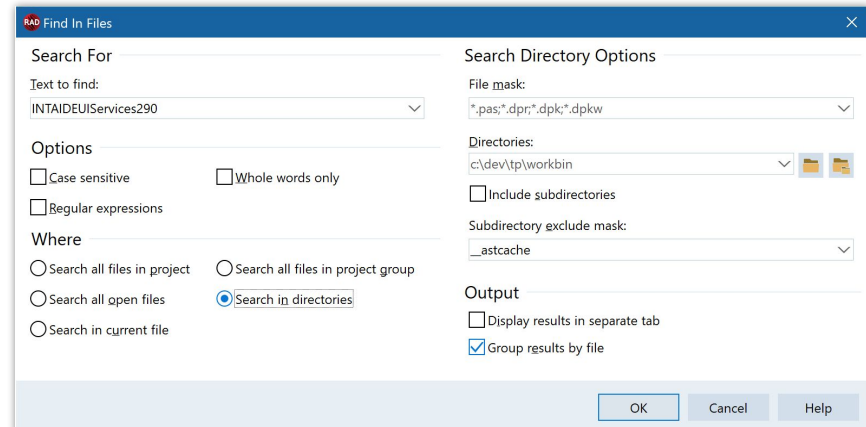 RAD Find In Files
Search For
Text to find:
INTAIDEUIServices290
Options
Case sensitive
Whole words only
Regular expressions
Where
Search all files in project
Search all files in project group
Search all open files
Search in directories
Search in current file
Search Directory Options
File mask:
*.pas;*.dpr;*.dpk;*.dpkw
Directories:
c:\dev\tp\workbin
Include subdirectories
Subdirectory exclude mask:
__astcache
Output
Display results in separate tab
Group results by file
OK
Cancel
Help